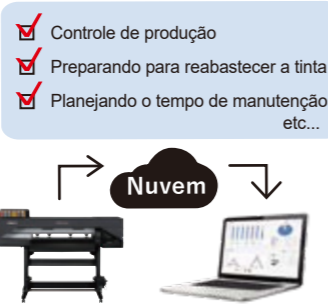 Controle de produção
Preparando para reabastecer a tinta
Planejando o tempo de manutenção
etc...
Nuvem